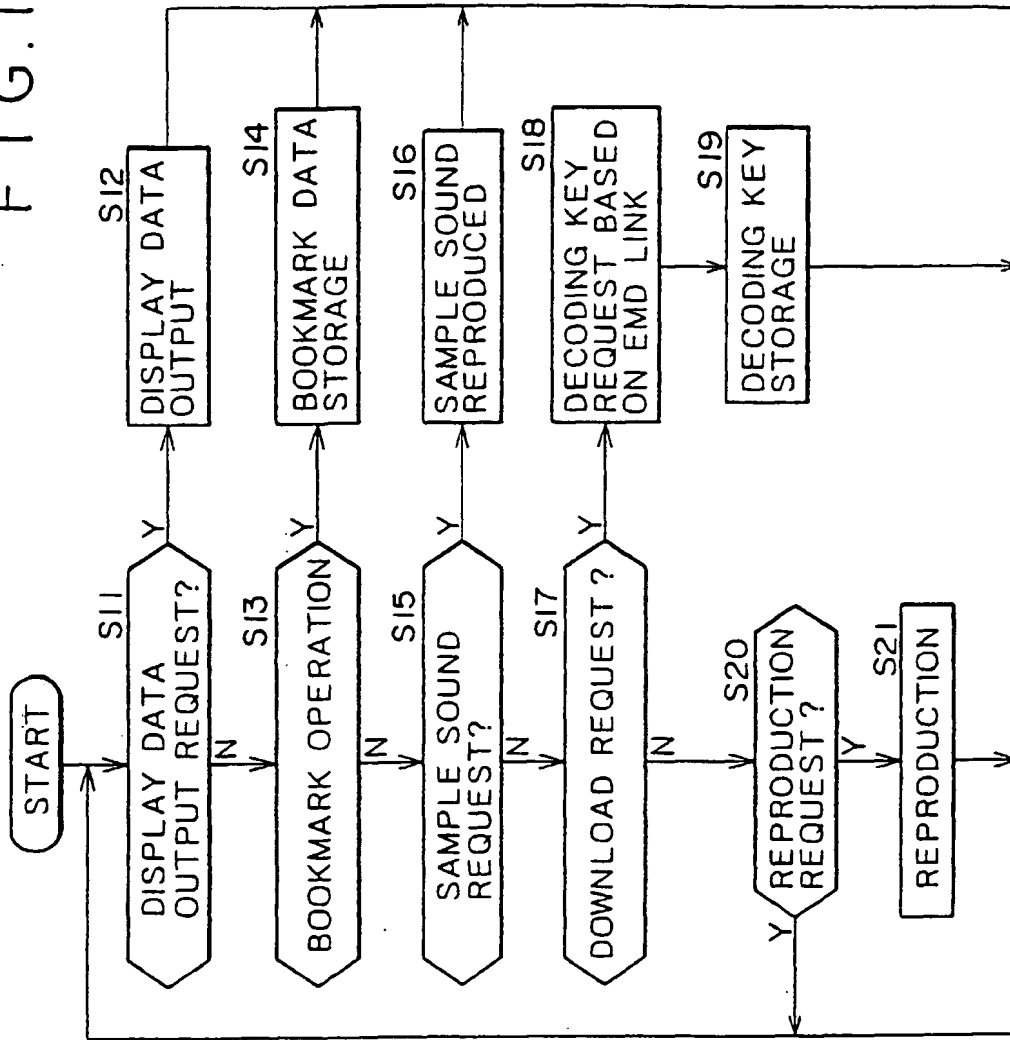 FIG.1
START
S11
DISPLAY DATA
OUTPUT REQUEST?
Y
N
S12
DISPLAY DATA
OUTPUT
S13
BOOKMARK OPERATION
Y
N
S14
BOOKMARK DATA
STORAGE
S15
SAMPLE SOUND
REQUEST?
Y
N
S16
SAMPLE SOUND
REPRODUCED
S17
DOWNLOAD REQUEST?
Y
N
S18
DECODING KEY
REQUEST BASED
ON EMD LINK
S19
DECODING KEY
STORAGE
S20
REPRODUCTION
REQUEST?
Y
Y
S21
REPRODUCTION